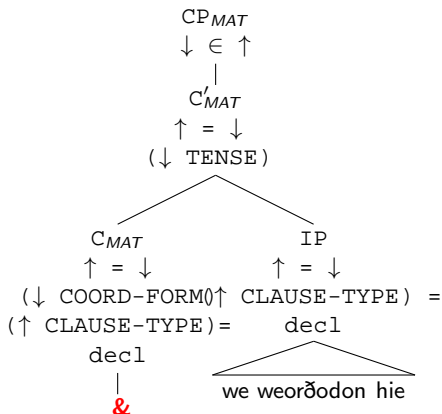 CP_MAT
↓ ∈ ↑
C′_MAT
↑ = ↓
(↓ TENSE)
C_MAT IP
↑ = ↓ ↑ = ↓
(↓ COORD-FORM)(↑ CLAUSE-TYPE) =
(↑ CLAUSE-TYPE)= decl
decl
we weorðodon hie
&